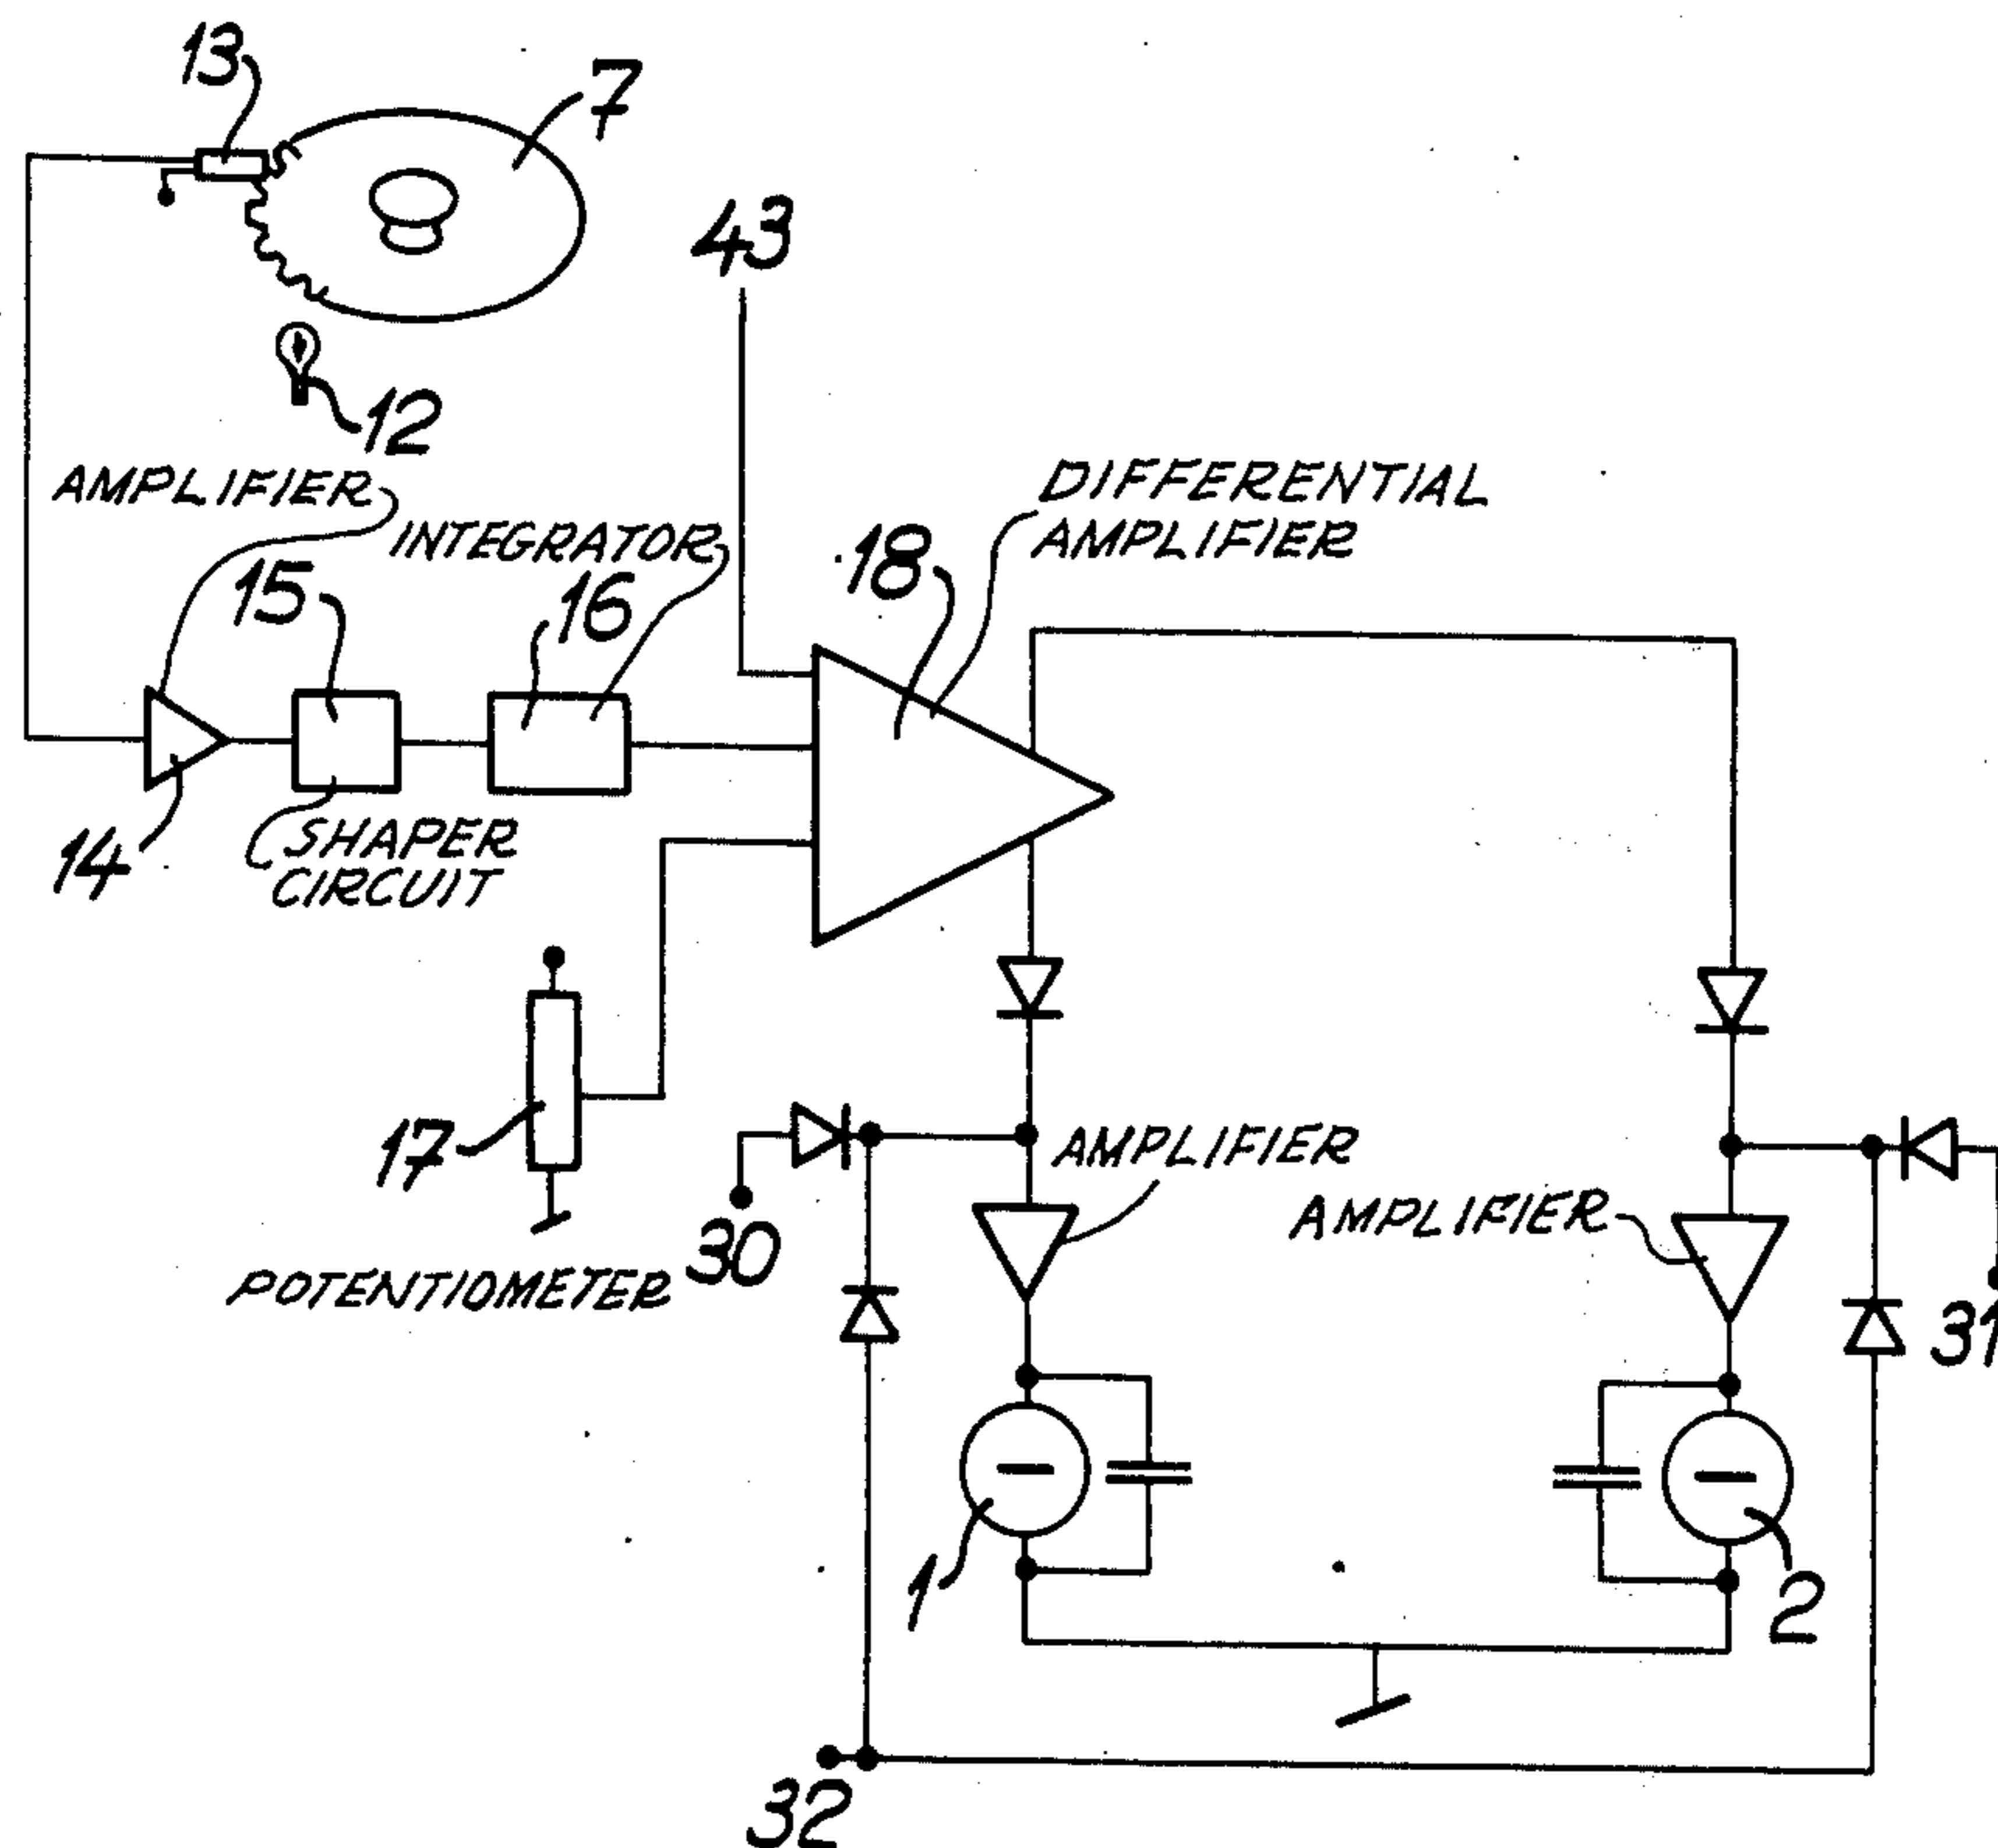 13
7
43
12
AMPLIFIER
INTEGRATOR
DIFFERENTIAL
AMPLIFIER
18
15
16
14
SHAPER
CIRCUIT
17
30
AMPLIFIER
AMPLIFIER
POTENTIOMETER
31
1
2
32